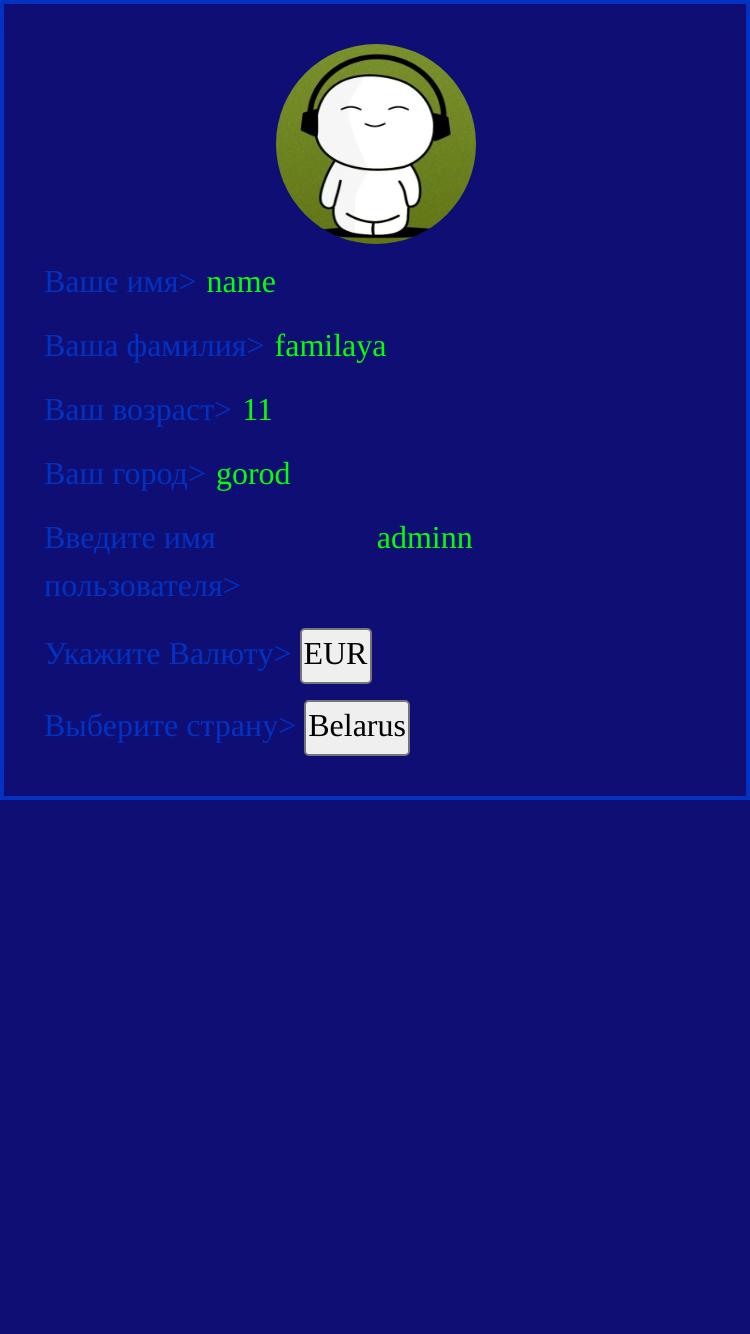 Ваше имя> name
Ваша фамилия> familaya
Ваш возраст> 11
Ваш город> gorod
Введите имя adminn
пользователя>
Укажите Валюту> EUR
Выберите страну> Belarus